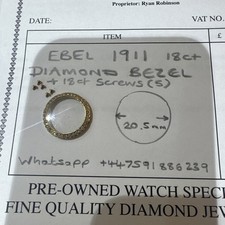 Proprietor: Ryan Robinson
DATE: VAT NO.
ITEM £
EBEL 1911 18ct
DIAMOND BEZEL
+ 18ct Screws (5)
20.5mm
Whatsapp +447591886239
PRE-OWNED WATCH SPEC
FINE QUALITY DIAMOND JEW